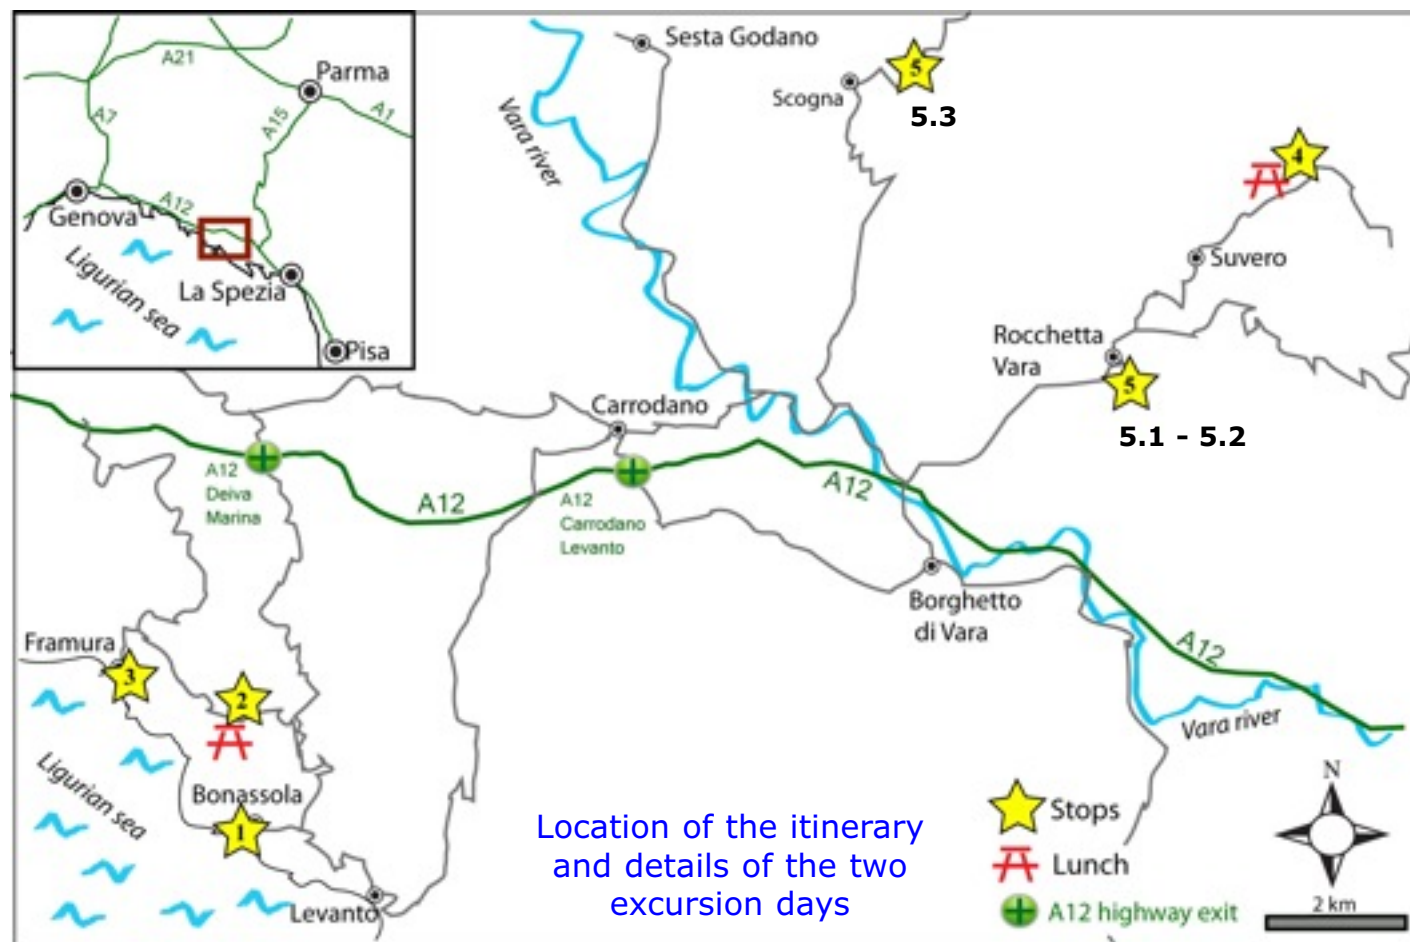 A21
Parma
A7
A15
A1
Genova
A12
Ligurian sea
La Spezia
Pisa
Sesta Godano
Vara river
Scogna
5
5.3
4
Suvero
Rocchetta
Vara
5
5.1 - 5.2
Carrodano
A12
Deiva
Marina
A12
A12
Carrodano
Levanto
A12
Borghetto
di Vara
A12
Vara river
Framura
3
2
Ligurian sea
Bonassola
1
Levanto
Location of the itinerary
and details of the two
excursion days
Stops
Lunch
A12 highway exit
N
2 km